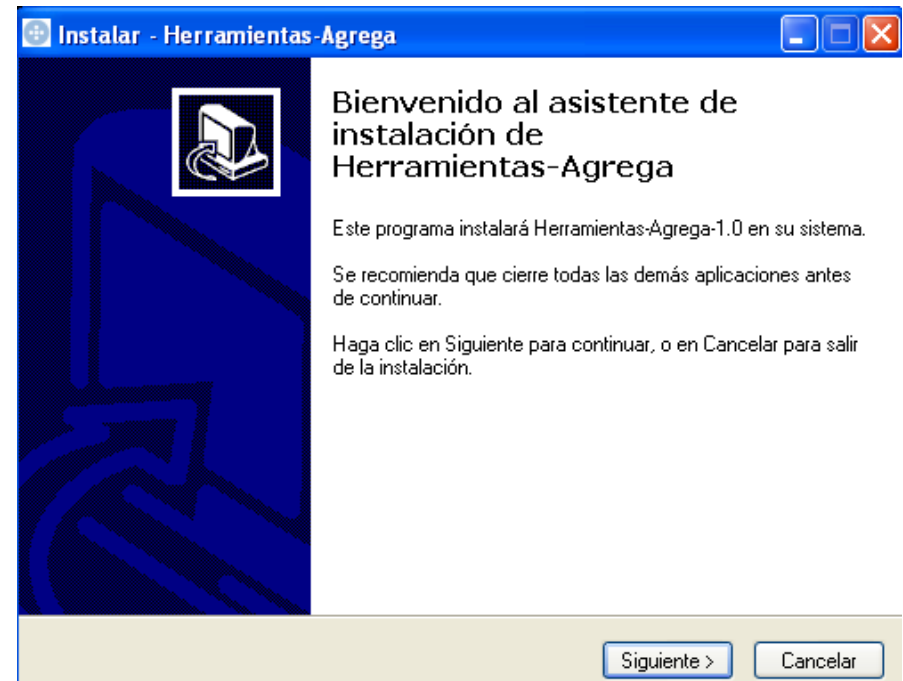 Instalar - Herramientas-Agrega
Bienvenido al asistente de
instalación de
Herramientas-Agrega
Este programa instalará Herramientas-Agrega-1.0 en su sistema.
Se recomienda que cierre todas las demás aplicaciones antes
de continuar.
Haga clic en Siguiente para continuar, o en Cancelar para salir
de la instalación.
Siguiente >
Cancelar